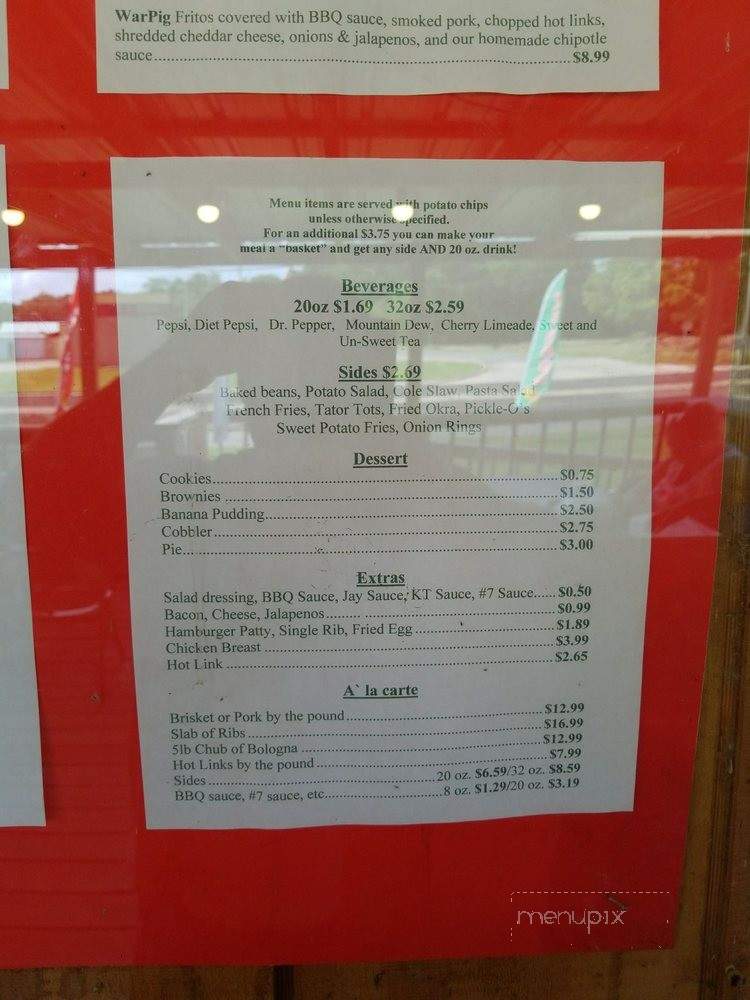 WarPig Fritos covered with BBQ sauce, smoked pork, chopped hot links,
shredded cheddar cheese, onions & jalapenos, and our homemade chipotle
sauce.....$8.99
Menu items are served with potato chips
unless otherwise specified.
For an additional $3.75 you can make your
meal a "basket" and get any side AND 20 oz. drink!
Beverages
20oz $1.69 32oz $2.59
Pepsi, Diet Pepsi, Dr. Pepper, Mountain Dew, Cherry Limeade, Sweet and
Un-Sweet Tea
Sides $2.69
Baked beans, Potato Salad, Cole Slaw, Pasta Salad
French Fries, Tator Tots, Fried Okra, Pickle-O's
Sweet Potato Fries, Onion Rings
Dessert
Cookies.....$0.75
Brownies.....$1.50
Banana Pudding.....$2.50
Cobbler.....$2.75
Pie.....$3.00
Extras
Salad dressing, BBQ Sauce, Jay Sauce, KT Sauce, #7 Sauce.....$0.50
Bacon, Cheese, Jalapenos.....$0.99
Hamburger Patty, Single Rib, Fried Egg.....$1.89
Chicken Breast.....$3.99
Hot Link.....$2.65
A` la carte
Brisket or Pork by the pound.....$12.99
Slab of Ribs.....$16.99
5lb Chub of Bologna.....$12.99
Hot Links by the pound.....$7.99
Sides.....20 oz. $6.59/32 oz. $8.59
BBQ sauce, #7 sauce, etc.....8 oz. $1.29/20 oz. $3.19
menupix